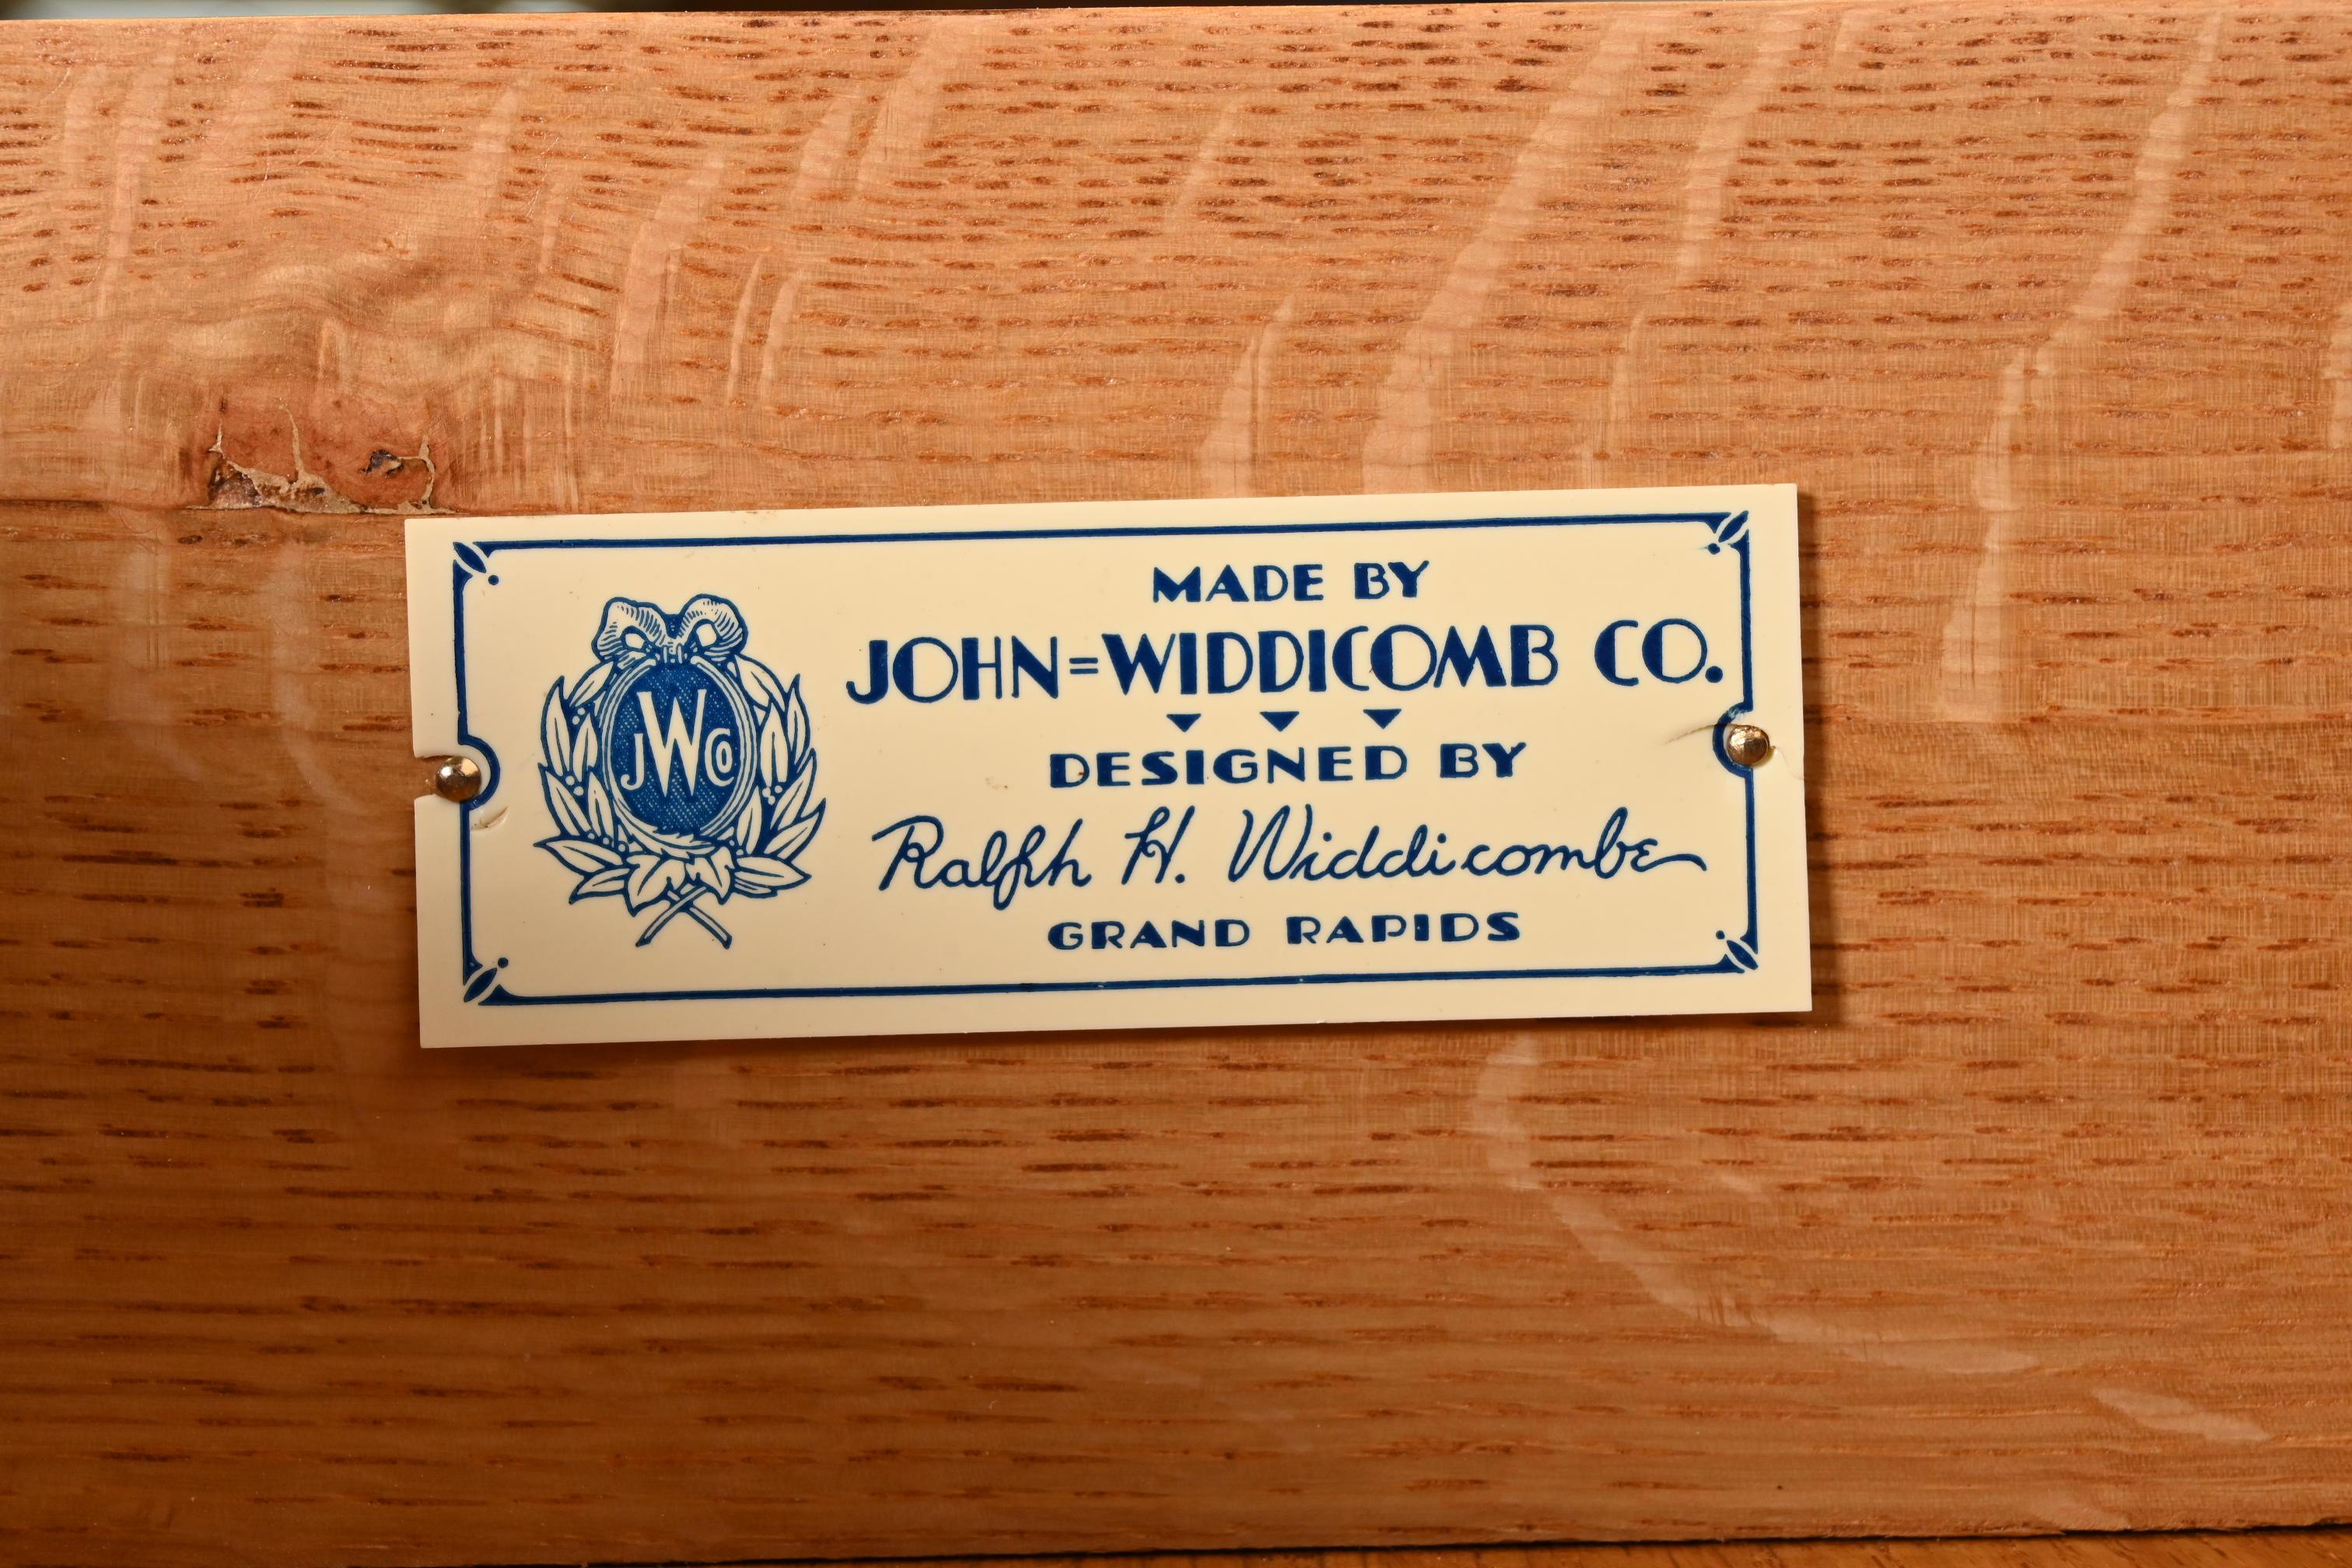 JWCO
MADE BY
JOHN=WIDDICOMB CO.
DESIGNED BY
Ralph H. Widdicombe
GRAND RAPIDS